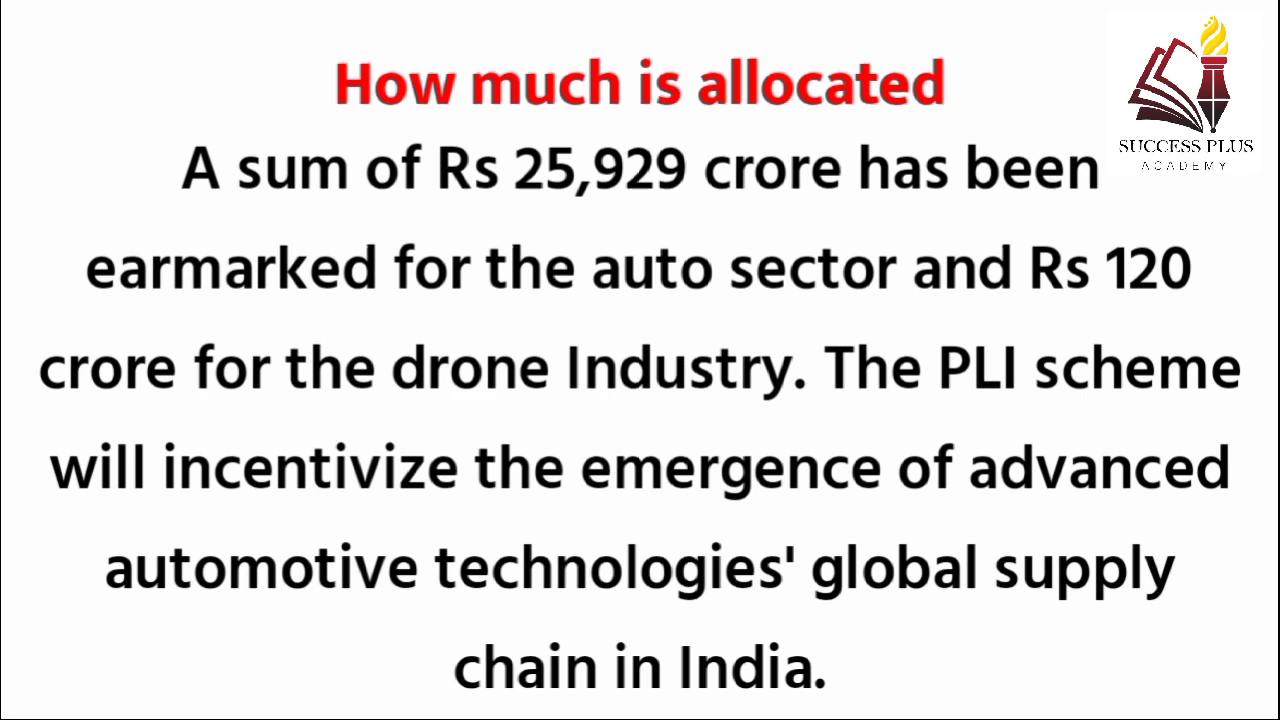 How much is allocated
A sum of Rs 25,929 crore has been
earmarked for the auto sector and Rs 120
crore for the drone Industry. The PLI scheme
will incentivize the emergence of advanced
automotive technologies' global supply
chain in India.
SUCCESS PLUS
ACADEMY